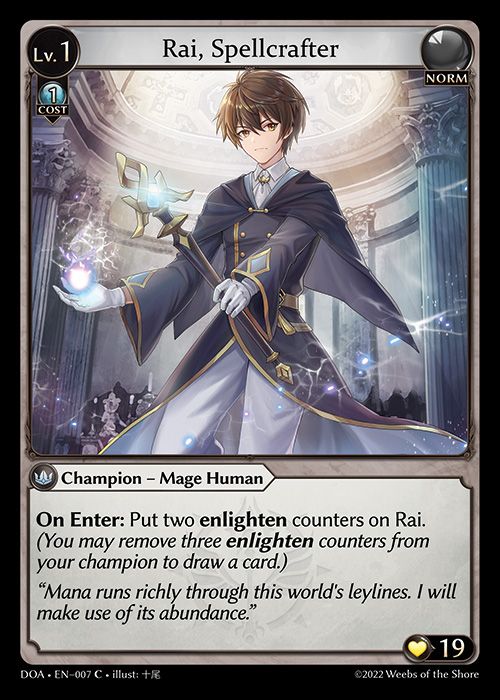 Lv. 1
Rai, Spellcrafter
NORM
1
COST
Champion – Mage Human
On Enter: Put two enlighten counters on Rai.
(You may remove three enlighten counters from
your champion to draw a card.)
“Mana runs richly through this world's leylines. I will
make use of its abundance.”
19
DOA • EN–007 C • illust: 十尾
©2022 Weebs of the Shore